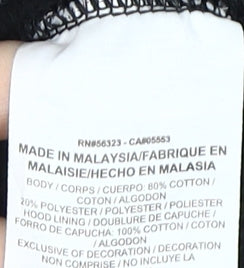 RN#56323 - CA#05553
MADE IN MALAYSIA/FABRIQUE EN
MALAISIE/HECHO EN MALASIA
BODY / CORPS / CUERPO: 80% COTTON /
COTON / ALGODON
20% POLYESTER / POLYESTER / POLIESTER
HOOD LINING / DOUBLURE DE CAPUCHE /
FORRO DE CAPUCHA: 100% COTTON / COTON
/ ALGODON
EXCLUSIVE OF DECORATION / DECORATION
NON COMPRISE / NO INCLUYE LA